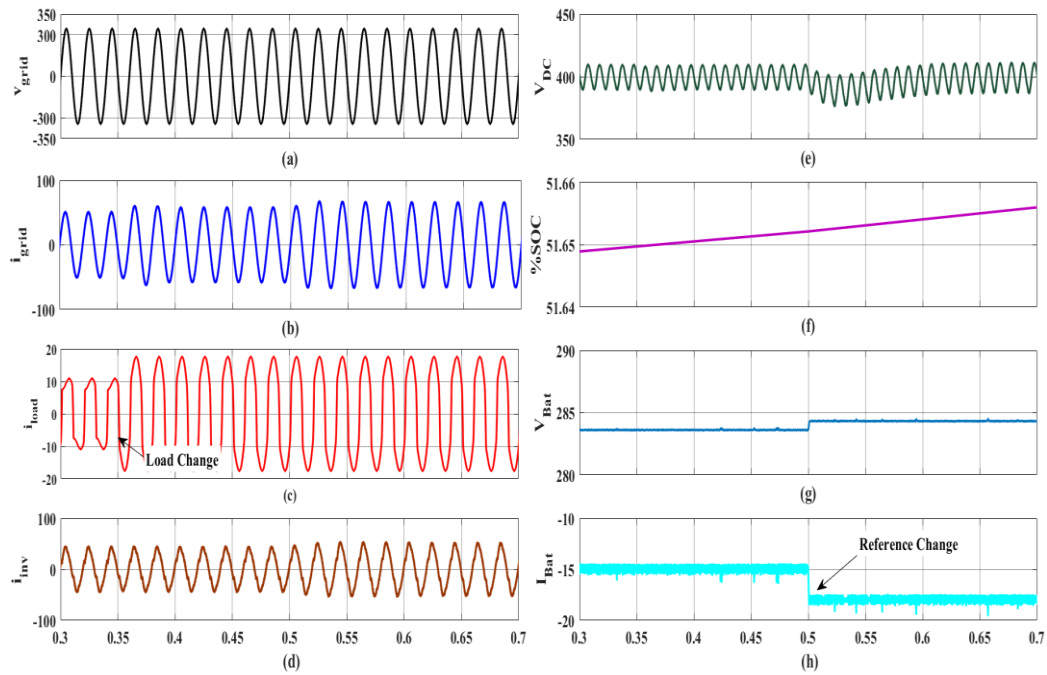 350
300
0
-300
-350
v_grid
(a)
100
0
-100
i_grid
(b)
20
10
0
-10
-20
i_load
Load Change
(c)
100
0
-100
i_inv
0.3 0.35 0.4 0.45 0.5 0.55 0.6 0.65 0.7
(d)
450
400
350
V_DC
(e)
51.66
51.65
51.64
%SOC
(f)
290
285
280
V_Bat
(g)
-10
-15
-20
I_Bat
Reference Change
0.3 0.35 0.4 0.45 0.5 0.55 0.6 0.65 0.7
(h)